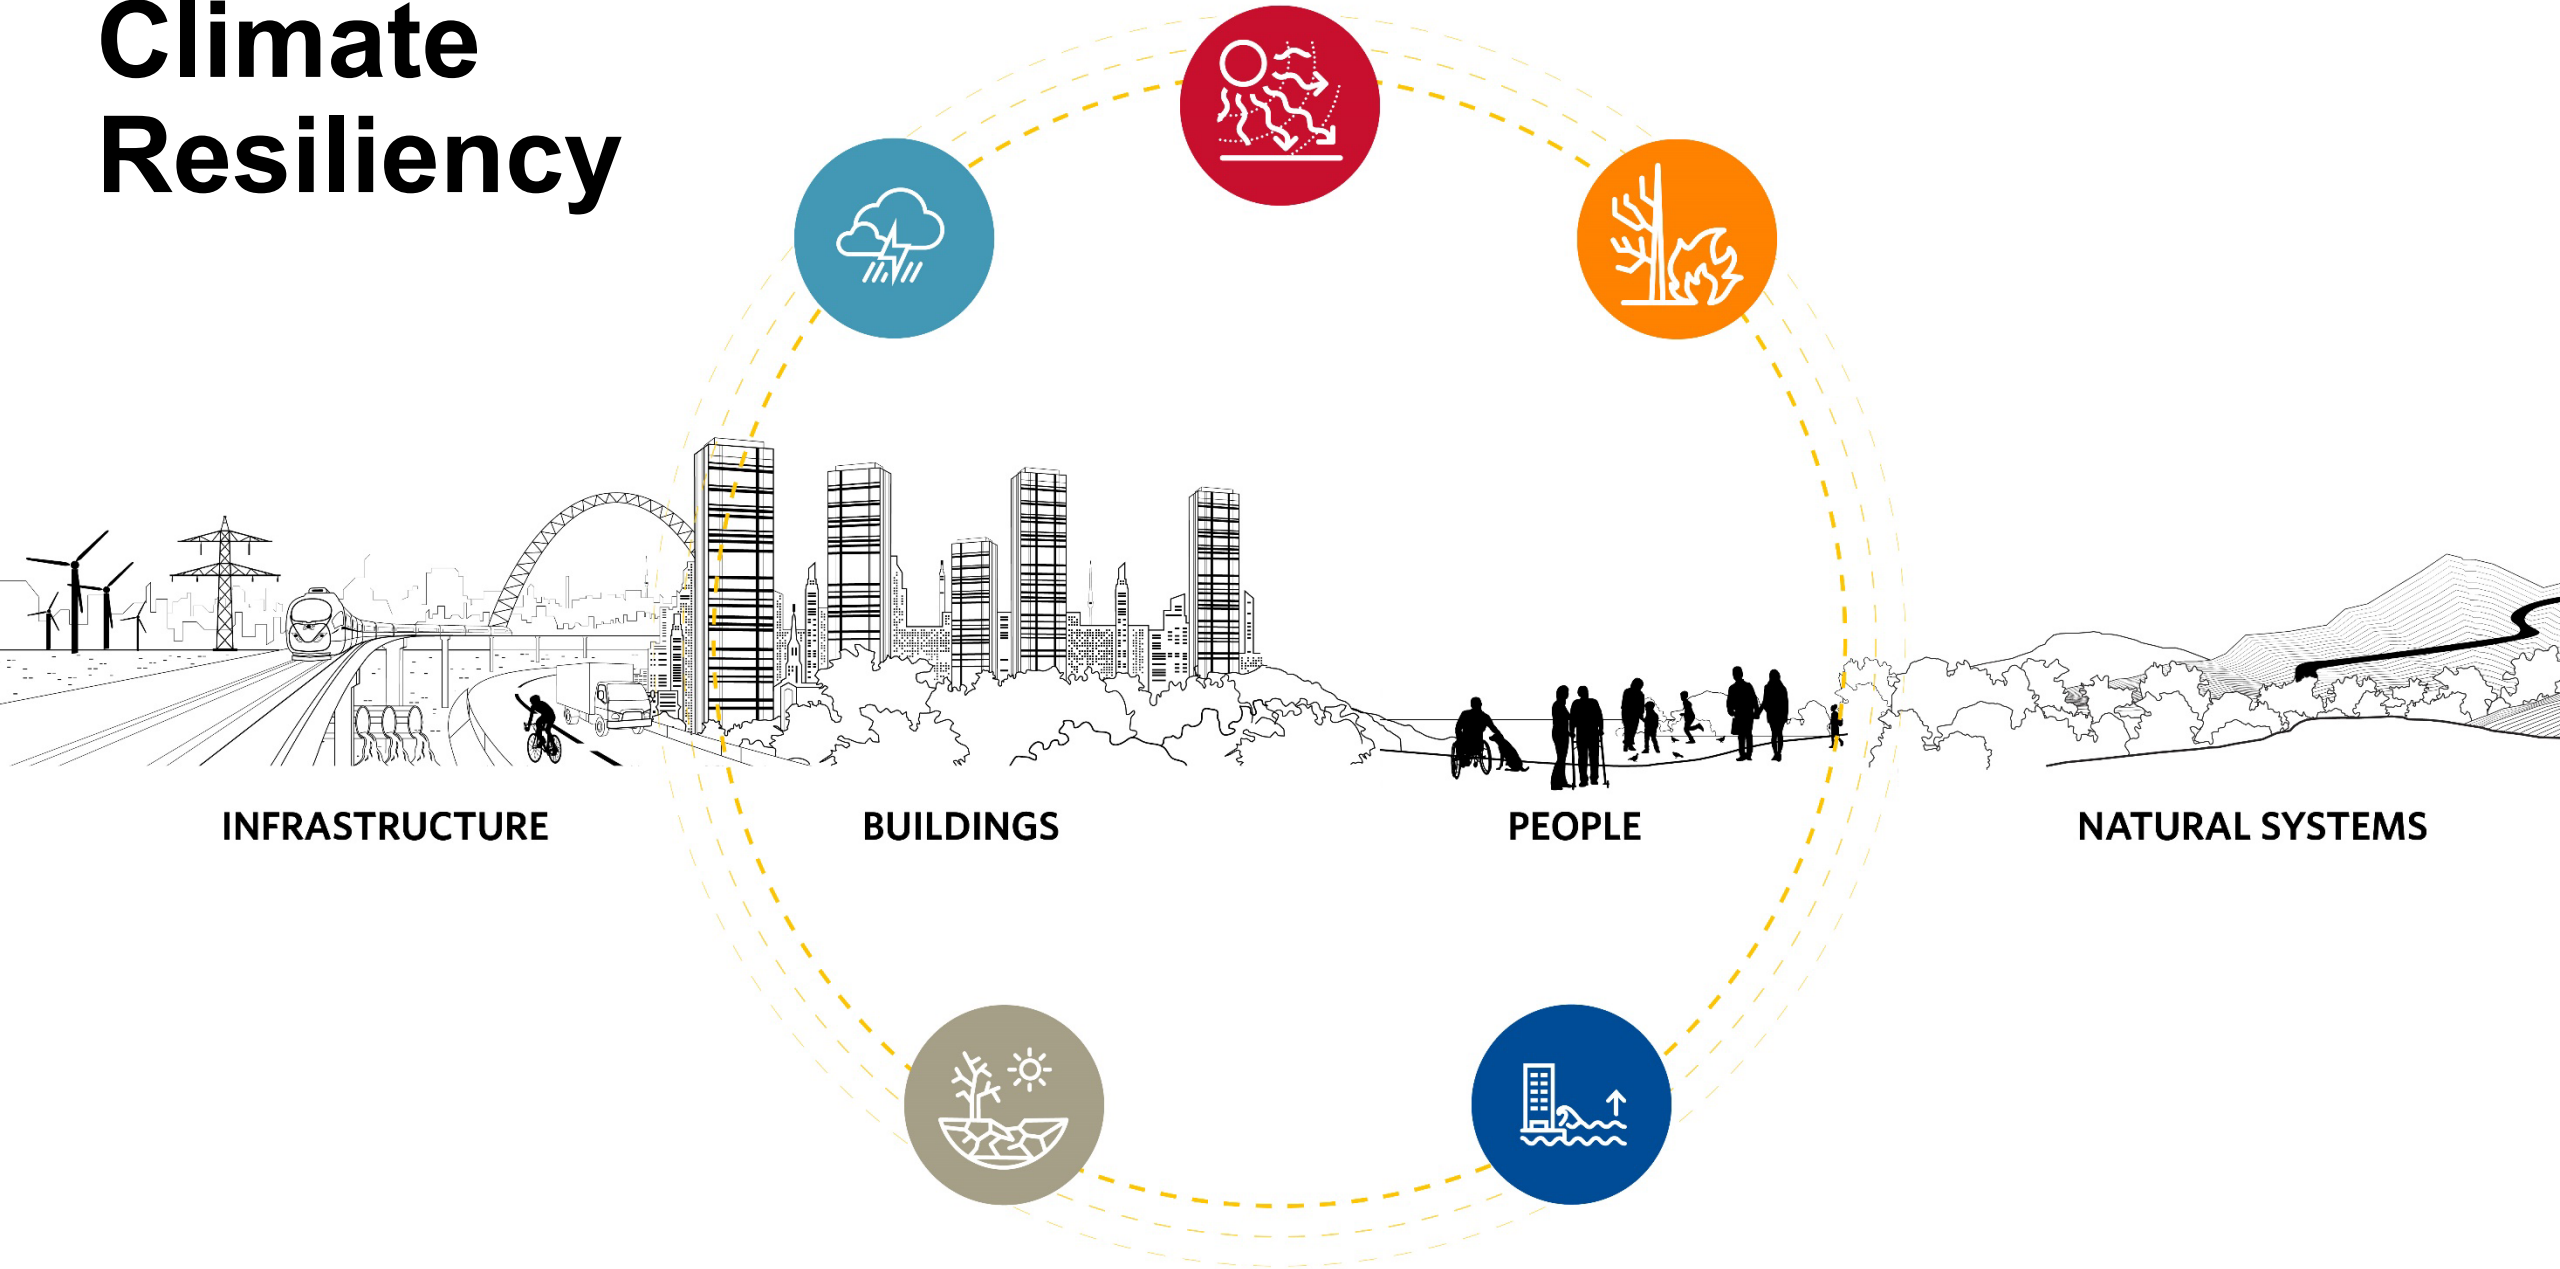 Climate
Resiliency
INFRASTRUCTURE
BUILDINGS
PEOPLE
NATURAL SYSTEMS